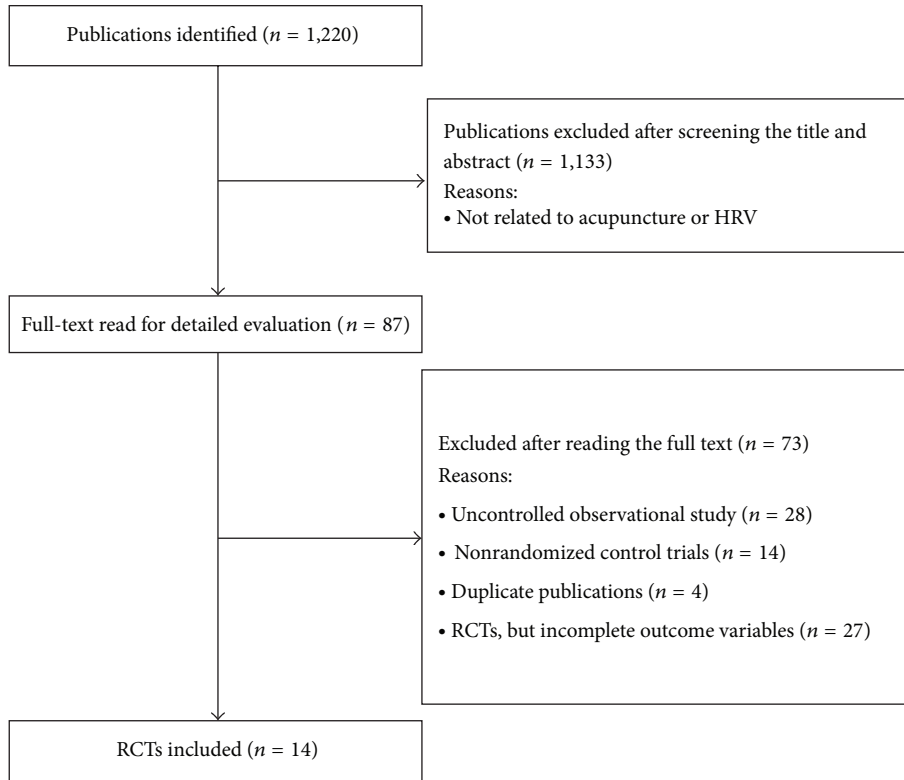 Publications identified (n = 1,220)
Publications excluded after screening the title and
abstract (n = 1,133)
Reasons:
• Not related to acupuncture or HRV
Full-text read for detailed evaluation (n = 87)
Excluded after reading the full text (n = 73)
Reasons:
• Uncontrolled observational study (n = 28)
• Nonrandomized control trials (n = 14)
• Duplicate publications (n = 4)
• RCTs, but incomplete outcome variables (n = 27)
RCTs included (n = 14)